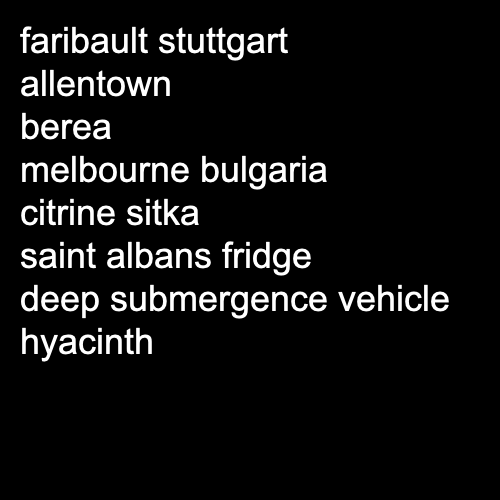 faribault stuttgart
allentown
berea
melbourne bulgaria
citrine sitka
saint albans fridge
deep submergence vehicle
hyacinth